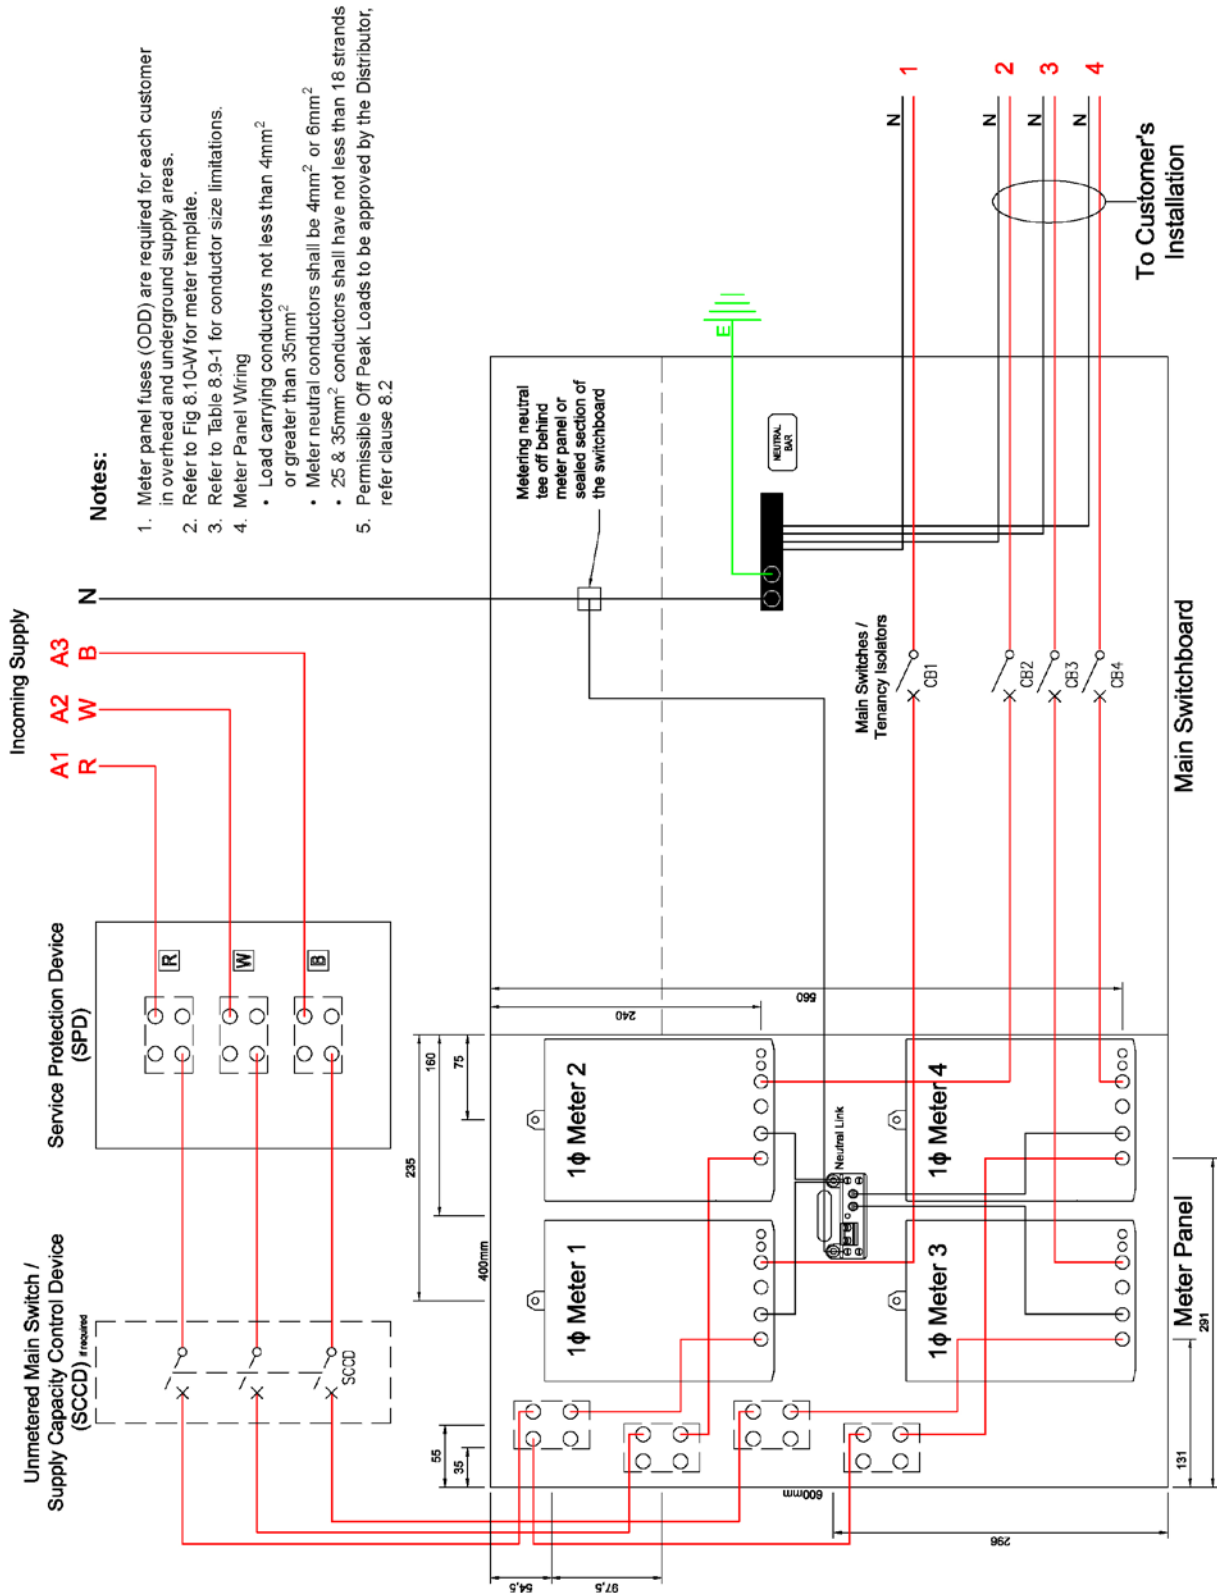 Incoming Supply
A1 A2 A3
R W B N
Notes:
1. Meter panel fuses (ODD) are required for each customer
in overhead and underground supply areas.
2. Refer to Fig 8.10-W for meter template.
3. Refer to Table 8.9-1 for conductor size limitations.
4. Meter Panel Wiring
• Load carrying conductors not less than 4mm²
or greater than 35mm²
• Meter neutral conductors shall be 4mm² or 6mm²
• 25 & 35mm² conductors shall have not less than 18 strands
5. Permissible Off Peak Loads to be approved by the Distributor,
refer clause 8.2
Unmetered Main Switch /
Supply Capacity Control Device
(SCCD) if required
SCCD
Service Protection Device
(SPD)
R
W
B
400mm
235
160
75
55
35
54,5
97,5
600mm
296
240
560
131
291
1ϕ Meter 1
1ϕ Meter 2
1ϕ Meter 3
1ϕ Meter 4
Neutral Link
Meter Panel
Metering neutral
tee off behind
meter panel or
sealed section of
the switchboard
E
NEUTRAL
BAR
Main Switches /
Tenancy Isolators
CB1
CB2
CB3
CB4
Main Switchboard
N
1
N
2
N
3
N
4
To Customer's
Installation